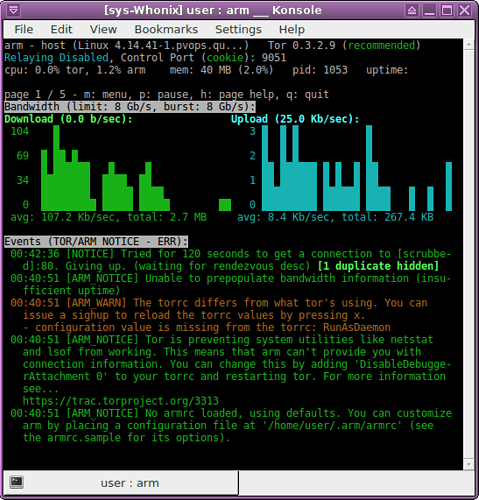 [sys-Whonix] user : arm — Konsole
File Edit View Bookmarks Settings Help
arm - host (Linux 4.14.41-1.pvops.qu...) Tor 0.3.2.9 (recommended)
Relaying Disabled, Control Port (cookie): 9051
cpu: 0.0% tor, 1.2% arm mem: 40 MB (2.0%) pid: 1053 uptime:
page 1 / 5 - m: menu, p: pause, h: page help, q: quit
Bandwidth (limit: 8 Gb/s, burst: 8 Gb/s):
Download (0.0 b/sec): Upload (25.0 Kb/sec):
104 3
69 2
34 1
0 0
avg: 107.2 Kb/sec, total: 2.7 MB avg: 8.4 Kb/sec, total: 267.4 KB
Events (TOR/ARM NOTICE - ERR):
00:42:36 [NOTICE] Tried for 120 seconds to get a connection to [scrubbe-
d]:80. Giving up. (waiting for rendezvous desc) [1 duplicate hidden]
00:40:51 [ARM_NOTICE] Unable to prepopulate bandwidth information (insu-
fficient uptime)
00:40:51 [ARM_WARN] The torrc differs from what tor's using. You can
issue a sighup to reload the torrc values by pressing x.
- configuration value is missing from the torrc: RunAsDaemon
00:40:51 [ARM_NOTICE] Tor is preventing system utilities like netstat
and lsof from working. This means that arm can't provide you with
connection information. You can change this by adding 'DisableDebugge-
rAttachment 0' to your torrc and restarting tor. For more information
see...
https://trac.torproject.org/3313
00:40:51 [ARM_NOTICE] No armrc loaded, using defaults. You can customize
arm by placing a configuration file at '/home/user/.arm/armrc' (see
the armrc.sample for its options).
user : arm